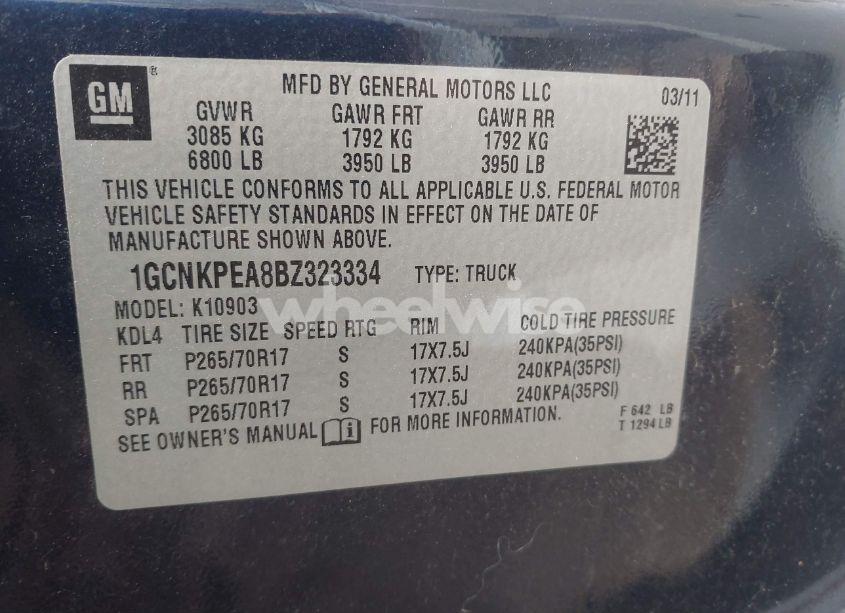 GM ®
MFD BY GENERAL MOTORS LLC 03/11
GVWR GAWR FRT GAWR RR
3085 KG 1792 KG 1792 KG
6800 LB 3950 LB 3950 LB
THIS VEHICLE CONFORMS TO ALL APPLICABLE U.S. FEDERAL MOTOR
VEHICLE SAFETY STANDARDS IN EFFECT ON THE DATE OF
MANUFACTURE SHOWN ABOVE.
1GCNKPEA8BZ323334 TYPE: TRUCK
MODEL: K10903
wheelwise
KDL4 TIRE SIZE SPEED RTG RIM COLD TIRE PRESSURE
FRT P265/70R17 S 17X7.5J 240KPA(35PSI)
RR P265/70R17 S 17X7.5J 240KPA(35PSI)
SPA P265/70R17 S 17X7.5J 240KPA(35PSI)
SEE OWNER'S MANUAL i FOR MORE INFORMATION.
F 642 LB
T 1294 LB